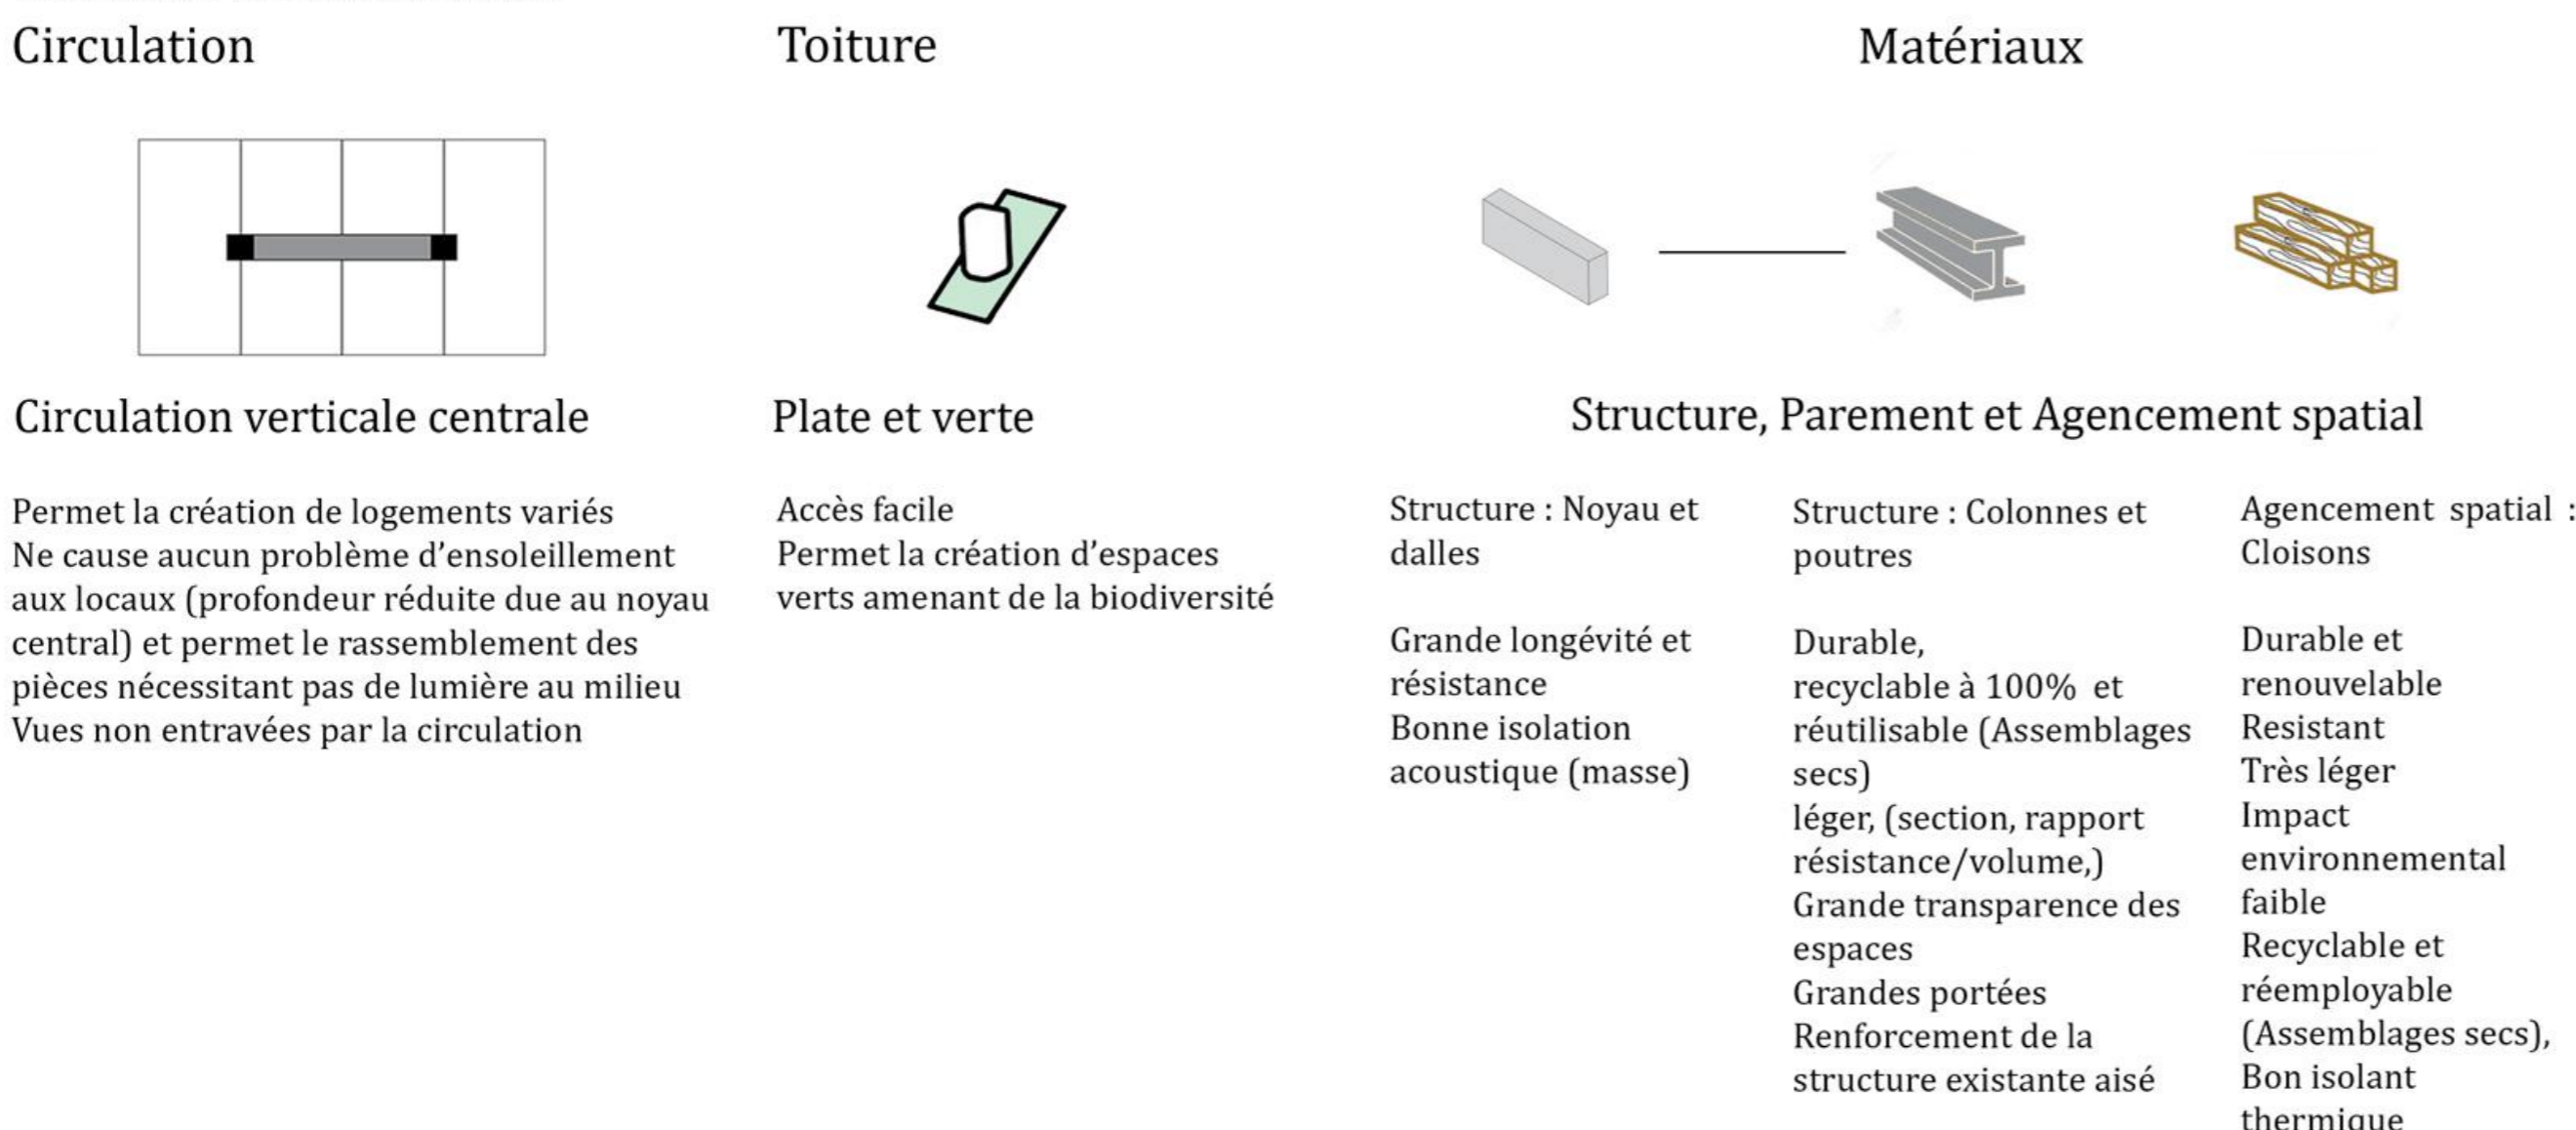 Circulation
Circulation verticale centrale
Permet la création de logements variés
Ne cause aucun problème d'ensoleillement
aux locaux (profondeur réduite due au noyau
central) et permet le rassemblement des
pièces nécessitant pas de lumière au milieu
Vues non entravées par la circulation
Toiture
Plate et verte
Accès facile
Permet la création d'espaces
verts amenant de la biodiversité
Matériaux
Structure, Parement et Agencement spatial
Structure : Noyau et
dalles
Grande longévité et
résistance
Bonne isolation
acoustique (masse)
Structure : Colonnes et
poutres
Durable,
recyclable à 100% et
réutilisable (Assemblages
secs)
léger, (section, rapport
résistance/volume,)
Grande transparence des
espaces
Grandes portées
Renforcement de la
structure existante aisé
Agencement spatial :
Cloisons
Durable et
renouvelable
Resistant
Très léger
Impact
environnemental
faible
Recyclable et
réemployable
(Assemblages secs),
Bon isolant
thermique